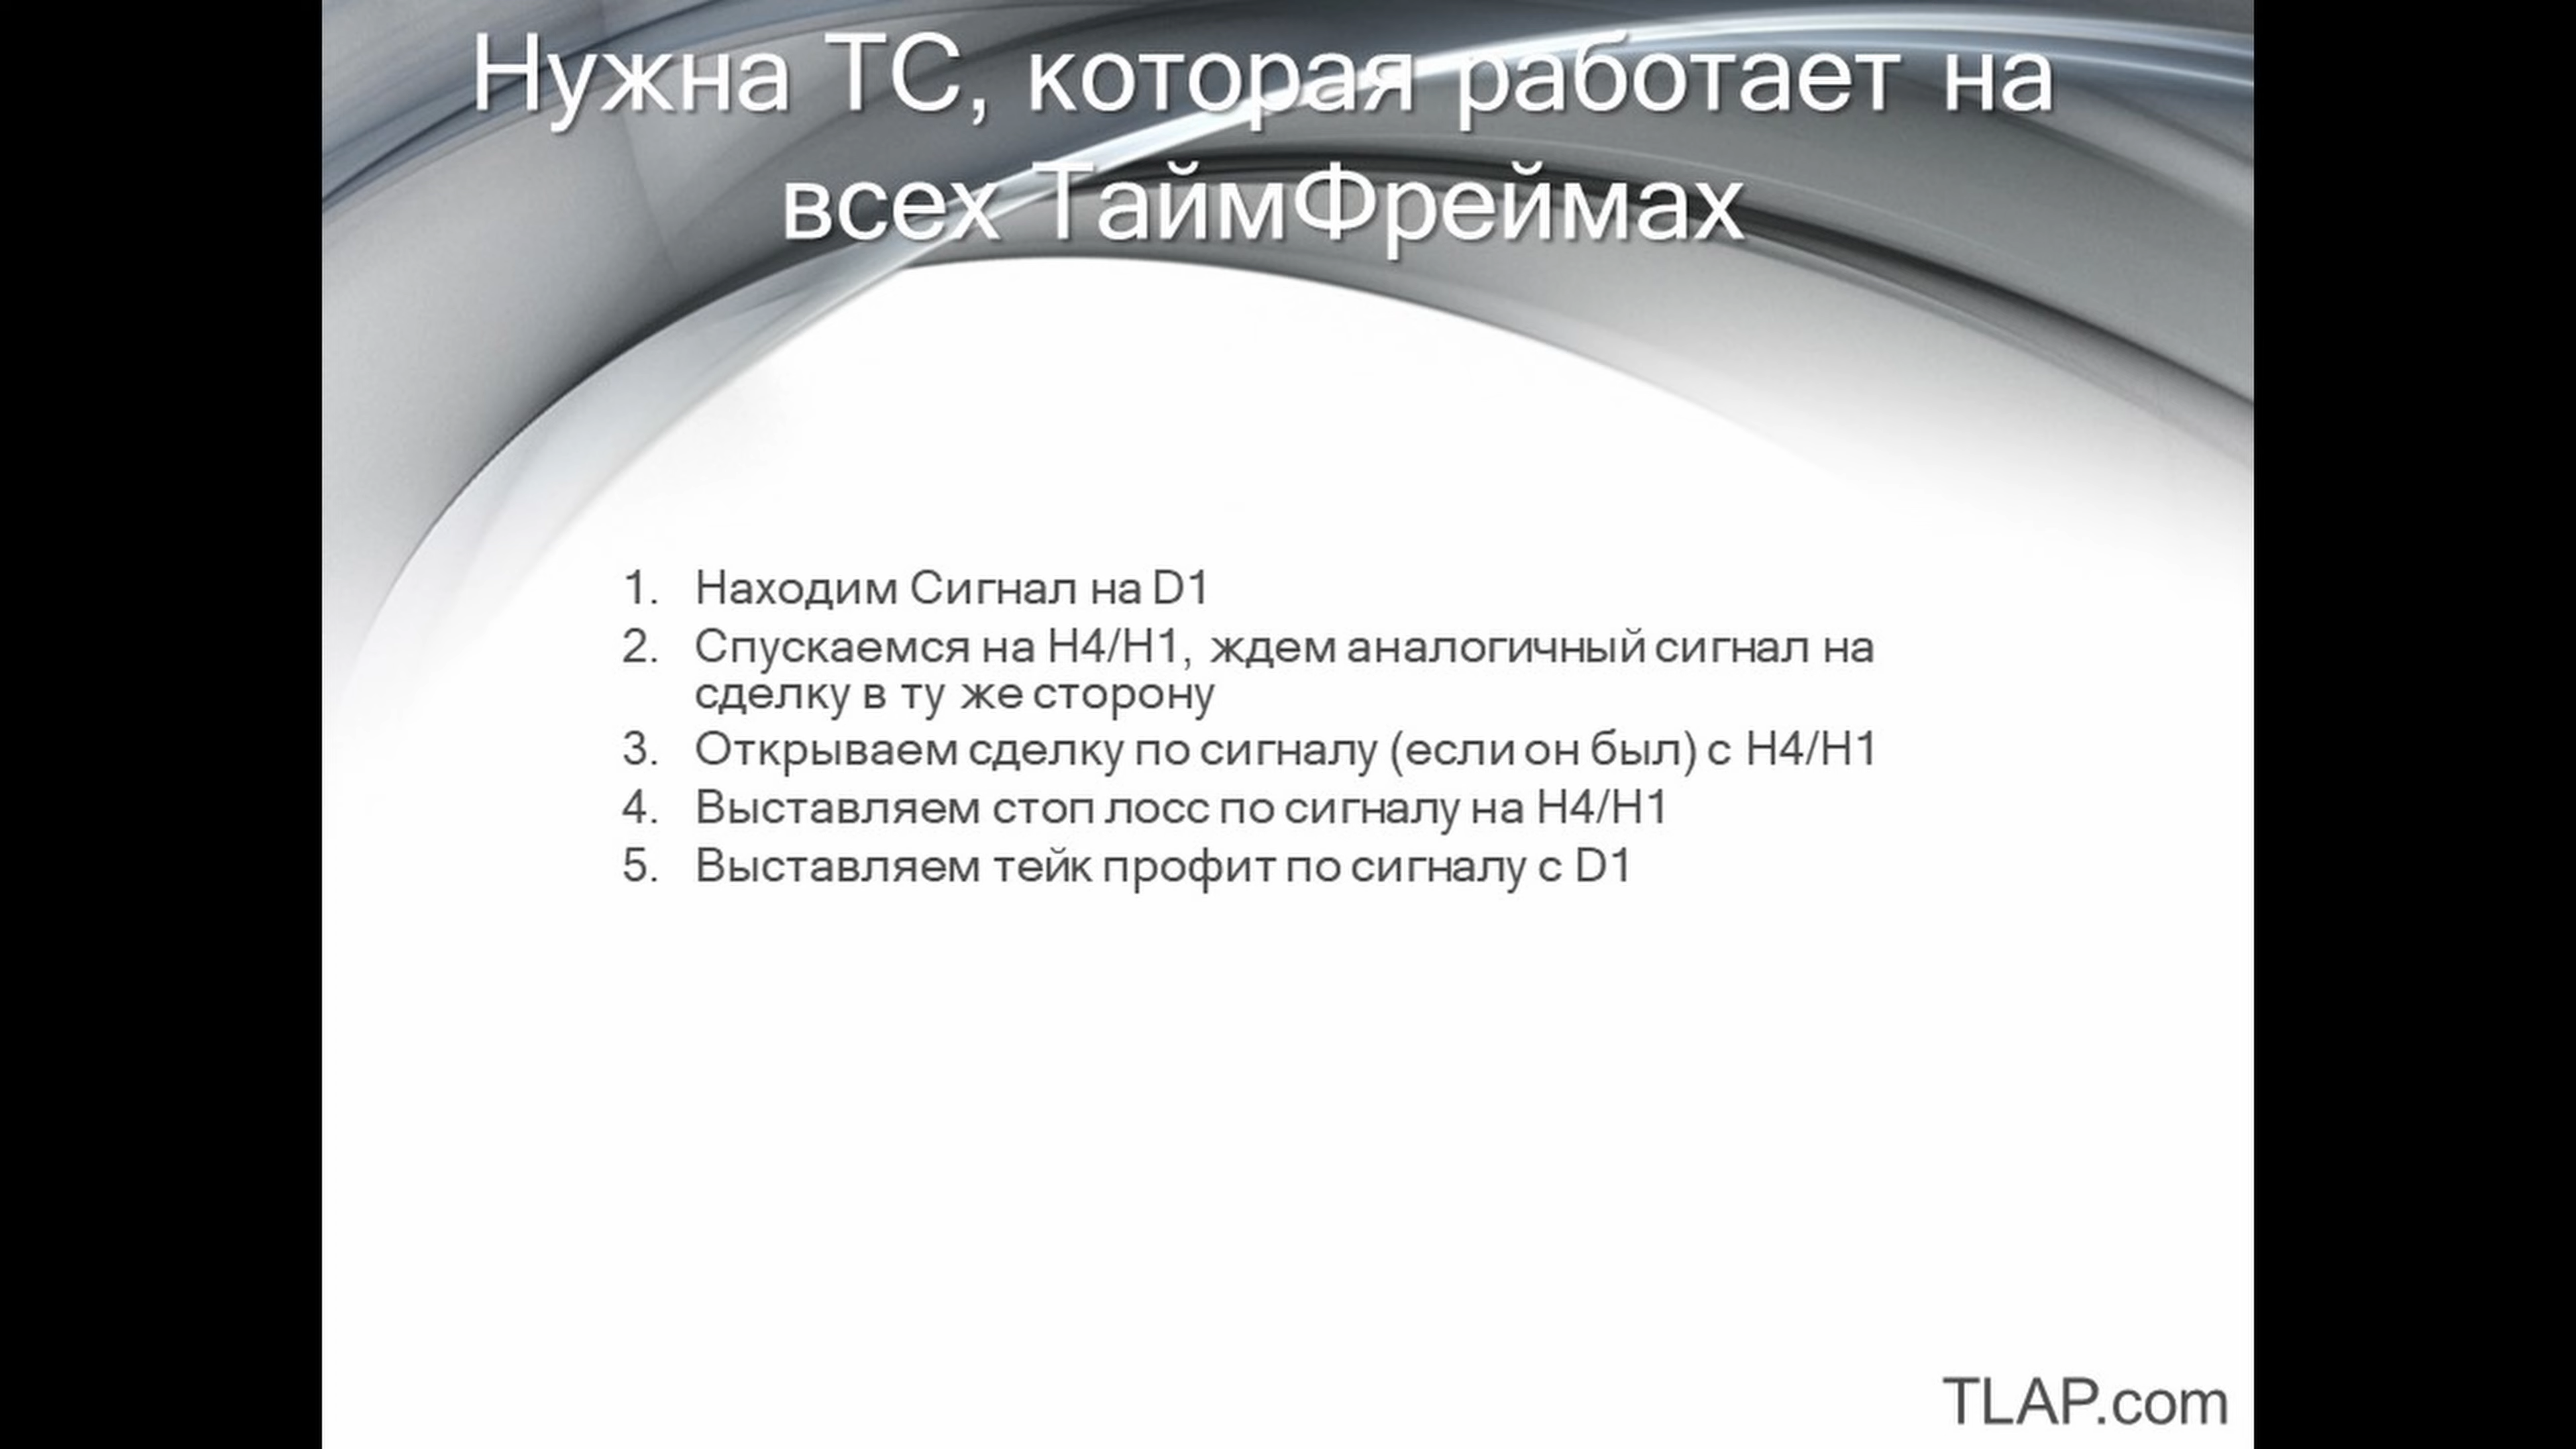 Нужна ТС, которая работает на
всех ТаймФреймах
1. Находим Сигнал на D1
2. Спускаемся на H4/H1, ждем аналогичный сигнал на
сделку в ту же сторону
3. Открываем сделку по сигналу (если он был) с H4/H1
4. Выставляем стоп лосс по сигналу на H4/H1
5. Выставляем тейк профит по сигналу с D1
TLAP.com